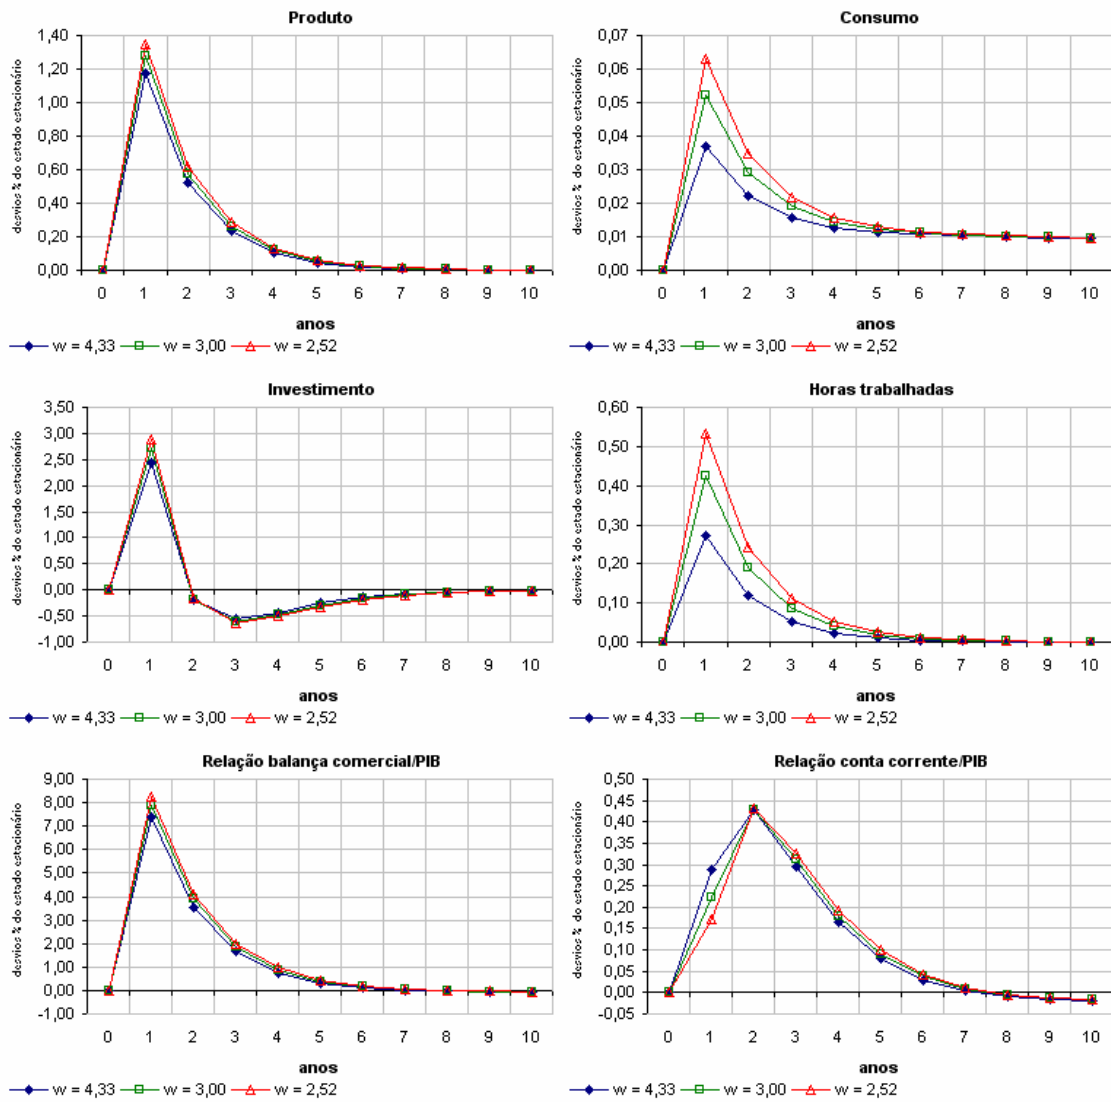 Produto
desvios % do estado estacionário
1,40
1,20
1,00
0,80
0,60
0,40
0,20
0,00
0 1 2 3 4 5 6 7 8 9 10
anos
w = 4,33 w = 3,00 w = 2,52
Consumo
desvios % do estado estacionário
0,07
0,06
0,05
0,04
0,03
0,02
0,01
0,00
0 1 2 3 4 5 6 7 8 9 10
anos
w = 4,33 w = 3,00 w = 2,52
Investimento
desvios % do estado estacionário
3,50
3,00
2,50
2,00
1,50
1,00
0,50
0,00
-0,50
-1,00
0 1 2 3 4 5 6 7 8 9 10
anos
w = 4,33 w = 3,00 w = 2,52
Horas trabalhadas
desvios % do estado estacionário
0,60
0,50
0,40
0,30
0,20
0,10
0,00
0 1 2 3 4 5 6 7 8 9 10
anos
w = 4,33 w = 3,00 w = 2,52
Relação balança comercial/PIB
desvios % do estado estacionário
9,00
8,00
7,00
6,00
5,00
4,00
3,00
2,00
1,00
0,00
-1,00
0 1 2 3 4 5 6 7 8 9 10
anos
w = 4,33 w = 3,00 w = 2,52
Relação conta corrente/PIB
desvios % do estado estacionário
0,50
0,45
0,40
0,35
0,30
0,25
0,20
0,15
0,10
0,05
0,00
-0,05
0 1 2 3 4 5 6 7 8 9 10
anos
w = 4,33 w = 3,00 w = 2,52